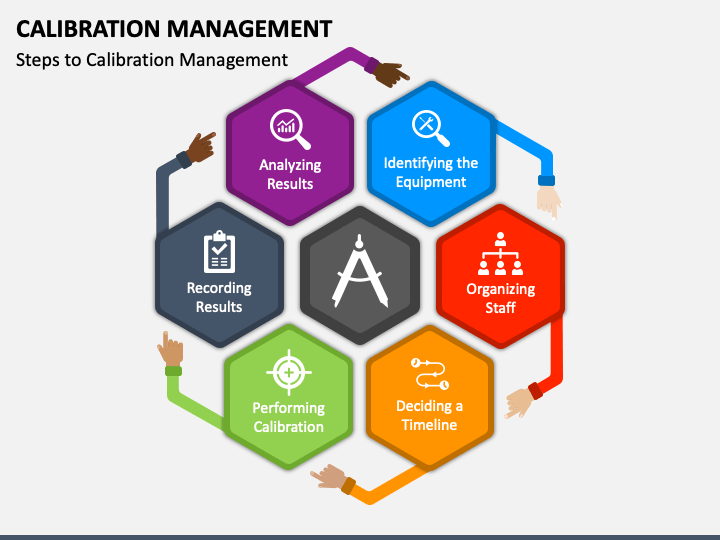 CALIBRATION MANAGEMENT
Steps to Calibration Management
Analyzing
Results
Identifying the
Equipment
Recording
Results
Organizing
Staff
Performing
Calibration
Deciding a
Timeline